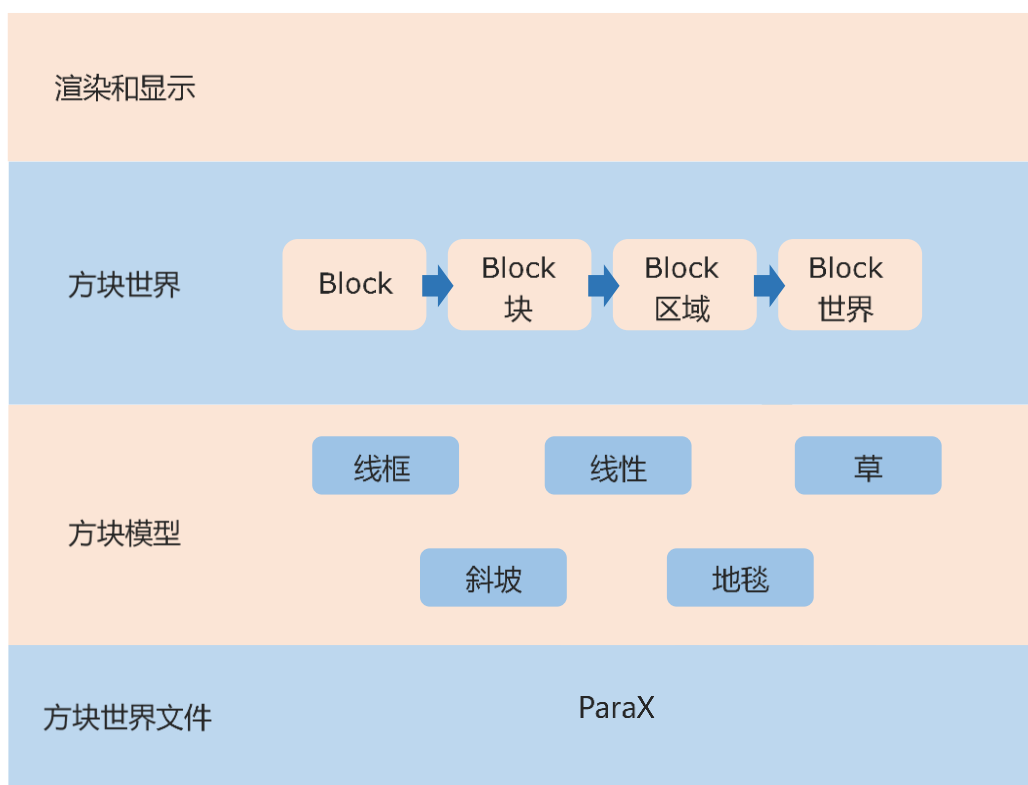 渲染和显示
方块世界
Block
Block
块
Block
区域
Block
世界
方块模型
线框
线性
草
斜坡
地毯
方块世界文件
ParaX